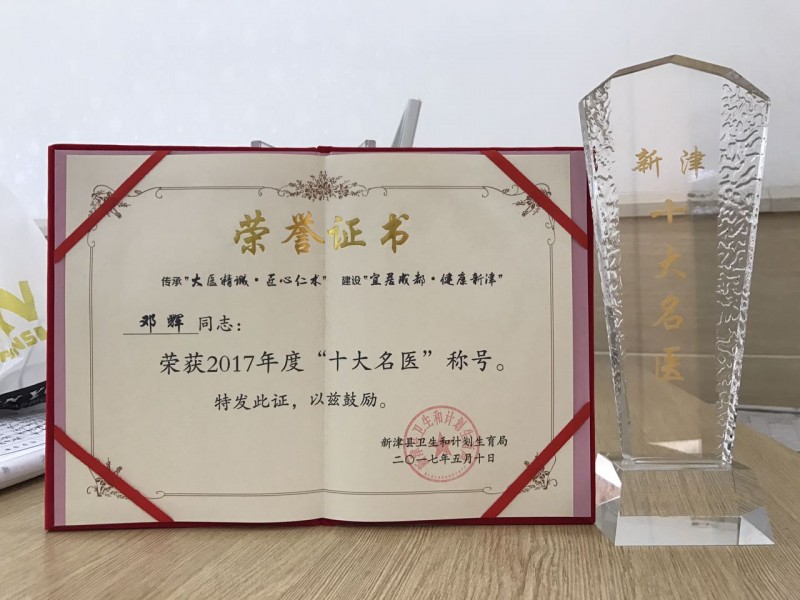 荣誉证书
传承“大医精诚·匠心仁术” 建设“宜居成都·健康新津”
邓辉同志：
荣获2017年度“十大名医”称号。
特发此证，以兹鼓励。
新津县卫生和计划生育局
二〇一七年五月十日
新津
十大名医